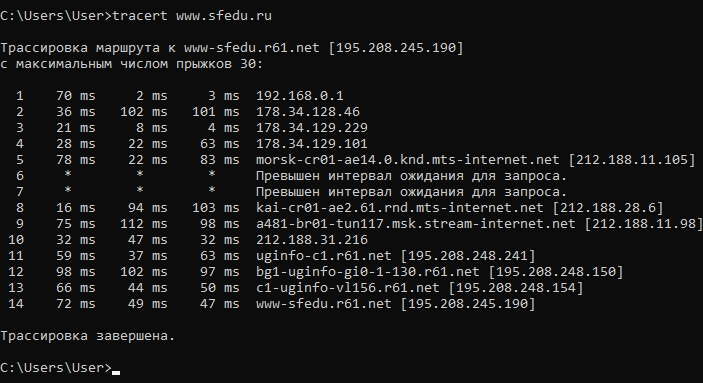 C:\Users\User>tracert www.sfedu.ru
Трассировка маршрута к www-sfedu.r61.net [195.208.245.190]
с максимальным числом прыжков 30:
1 70 ms 2 ms 3 ms 192.168.0.1
2 36 ms 102 ms 101 ms 178.34.128.46
3 21 ms 8 ms 4 ms 178.34.129.229
4 28 ms 22 ms 63 ms 178.34.129.101
5 78 ms 22 ms 83 ms morsk-cr01-ae14.0.knd.mts-internet.net [212.188.11.105]
6 * * * Превышен интервал ожидания для запроса.
7 * * * Превышен интервал ожидания для запроса.
8 16 ms 94 ms 103 ms kai-cr01-ae2.61.rnd.mts-internet.net [212.188.28.6]
9 75 ms 112 ms 98 ms a481-br01-tun117.msk.stream-internet.net [212.188.11.98]
10 32 ms 47 ms 32 ms 212.188.31.216
11 59 ms 37 ms 63 ms uginfo-c1.r61.net [195.208.248.241]
12 98 ms 102 ms 97 ms bg1-uginfo-gi0-1-130.r61.net [195.208.248.150]
13 66 ms 44 ms 50 ms c1-uginfo-vl156.r61.net [195.208.248.154]
14 72 ms 49 ms 47 ms www-sfedu.r61.net [195.208.245.190]
Трассировка завершена.
C:\Users\User>